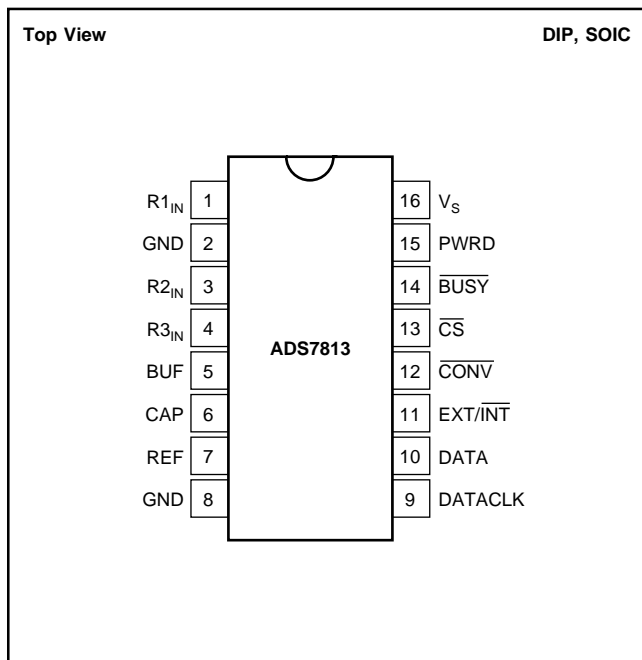 Top View DIP, SOIC
R1IN 1 16 VS
GND 2 15 PWRD
R2IN 3 14 BUSY
R3IN 4 13 CS
ADS7813
BUF 5 12 CONV
CAP 6 11 EXT/INT
REF 7 10 DATA
GND 8 9 DATACLK